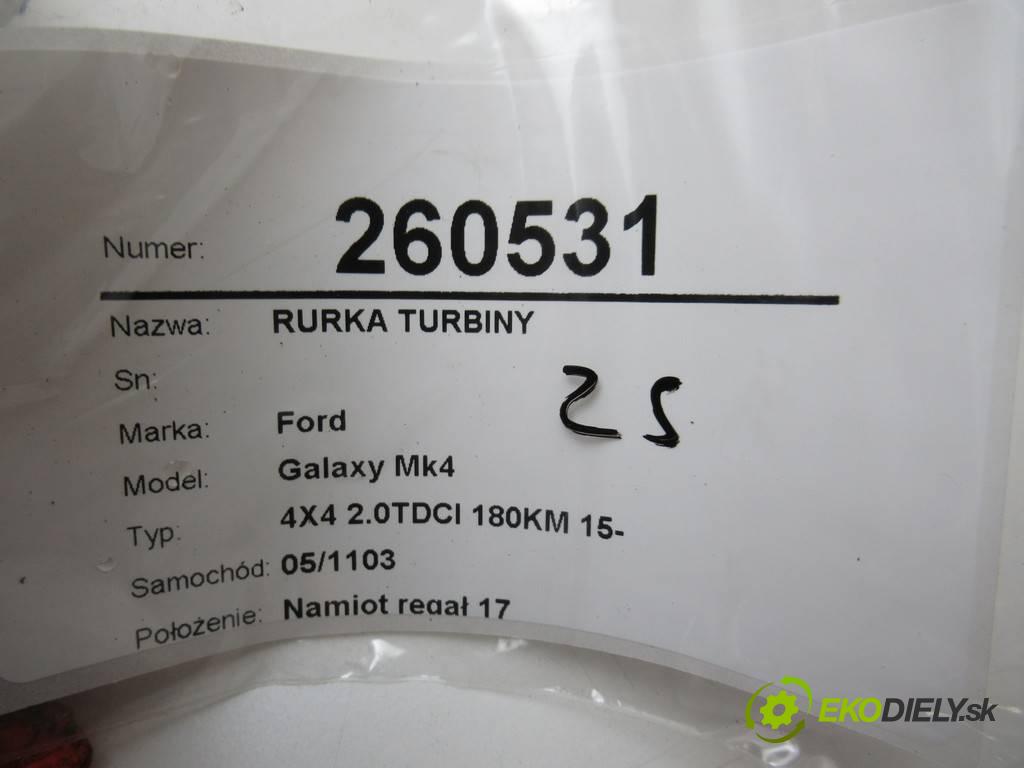 Numer: 260531
Nazwa: RURKA TURBINY
Sn:
25
Marka: Ford
Model: Galaxy Mk4
Typ: 4X4 2.0TDCI 180KM 15-
Samochód: 05/1103
Położenie: Namiot regał 17
EKODIELY.sk